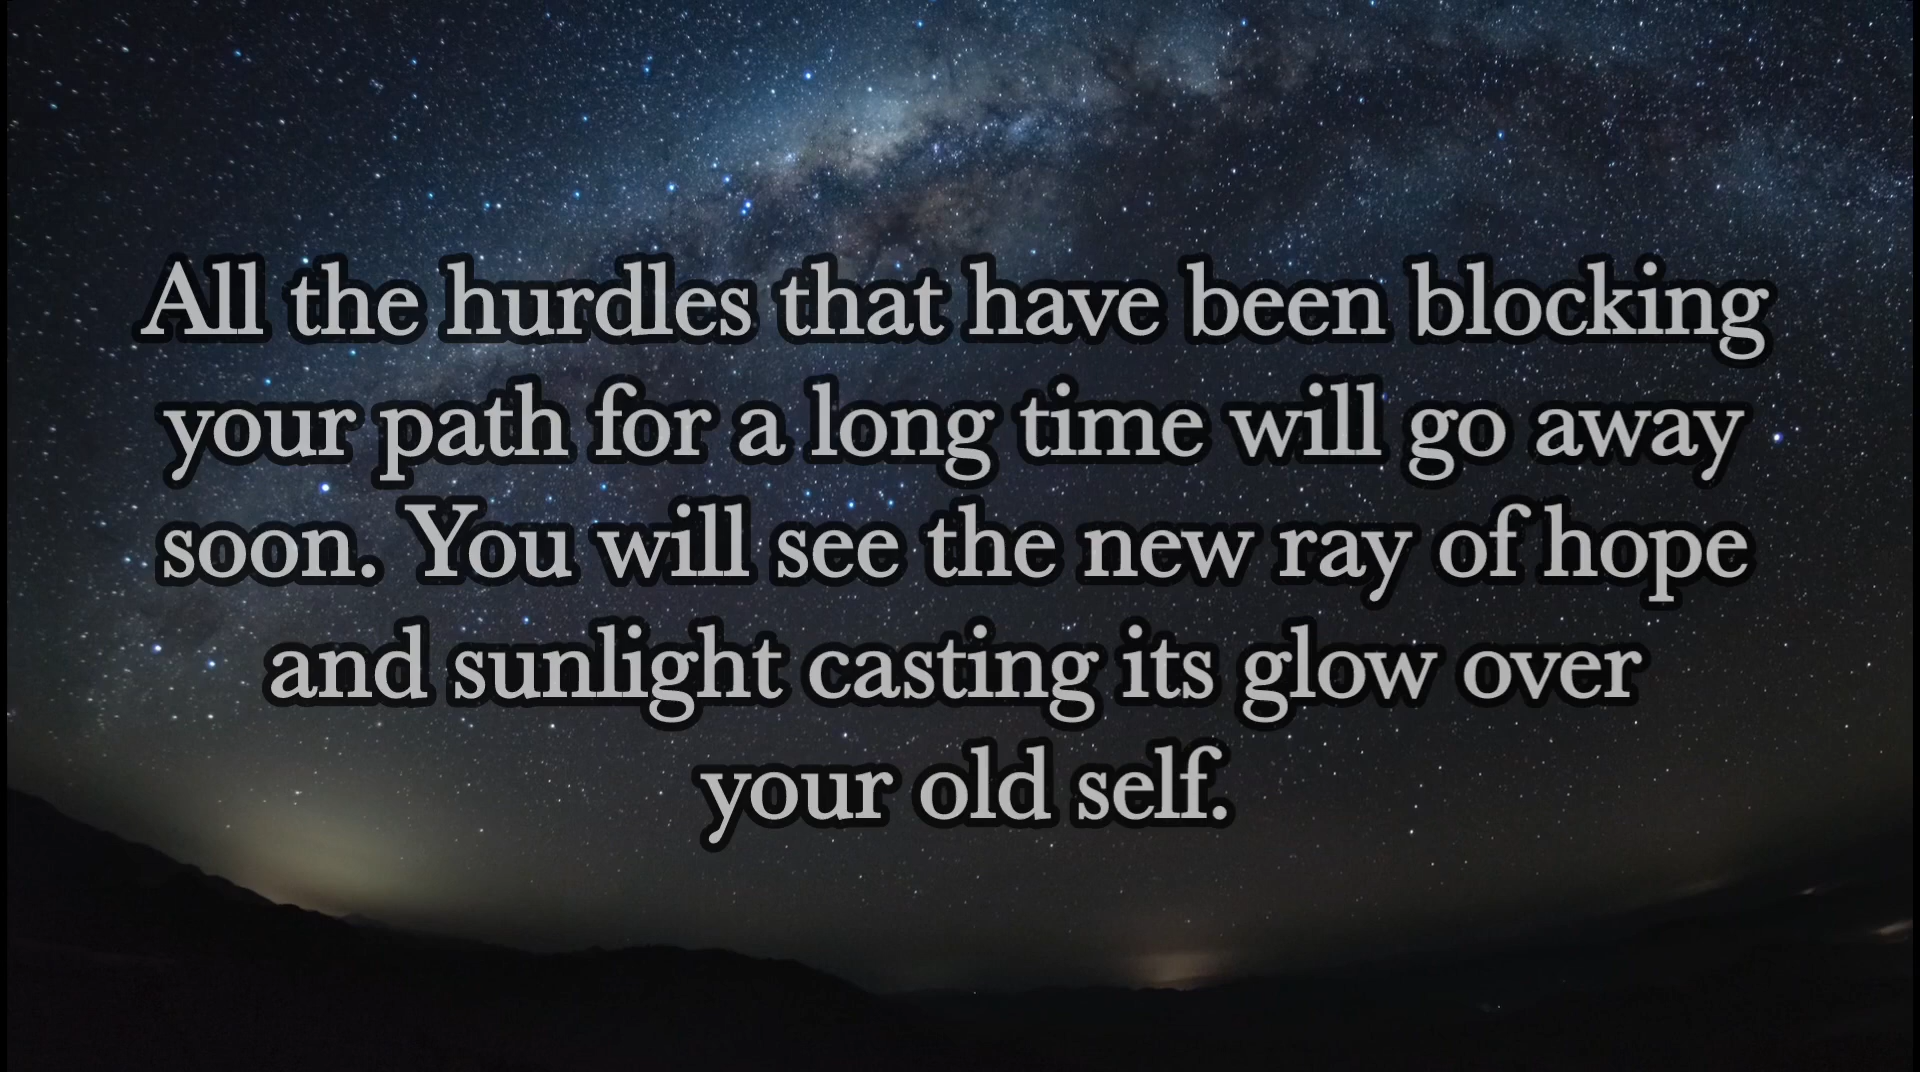 All the hurdles that have been blocking
your path for a long time will go away
soon. You will see the new ray of hope
and sunlight casting its glow over
your old self.